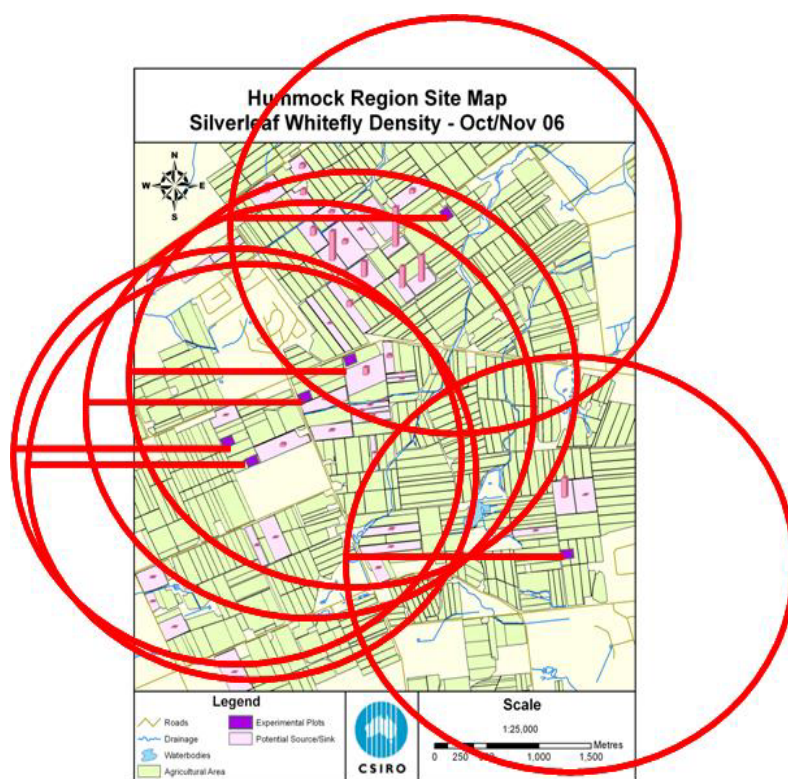 Hummock Region Site Map
Silverleaf Whitefly Density - Oct/Nov 06
N
W
E
S
Legend
Roads
Drainage
Waterbodies
Agricultural Area
Experimental Plots
Potential Source/Sink
CSIRO
Scale
1:25,000
Metres
0 250 500 1,000 1,500